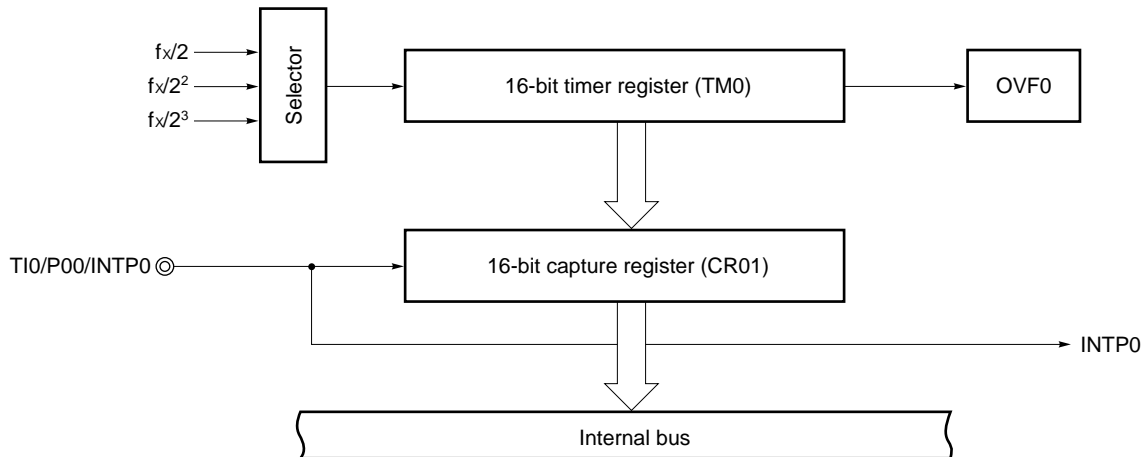 fX/2
fX/2²
fX/2³
Selector
16-bit timer register (TM0)
OVF0
TI0/P00/INTP0
16-bit capture register (CR01)
INTP0
Internal bus